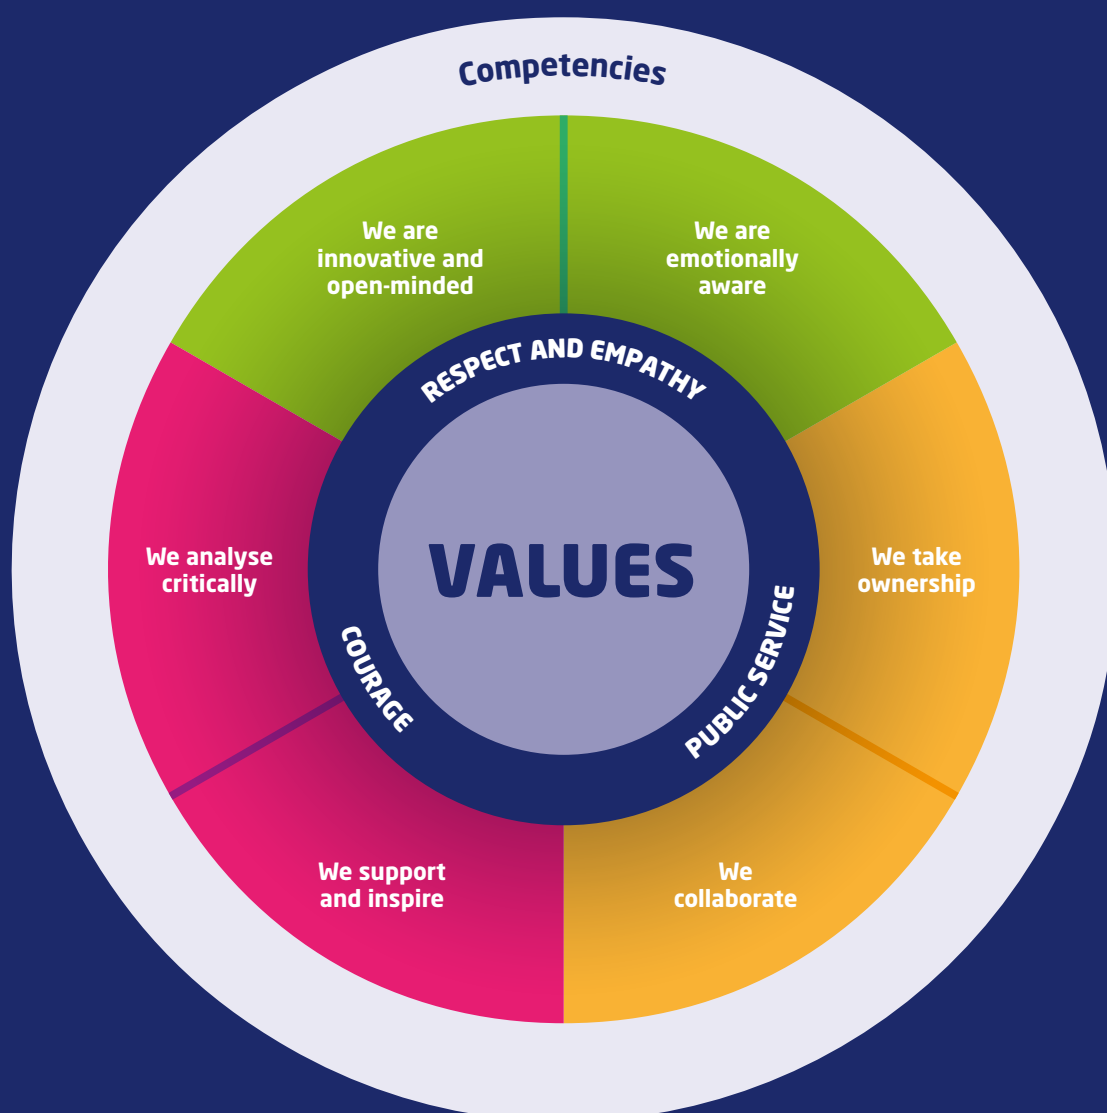 Competencies
We are
innovative and
open-minded
We are
emotionally
aware
RESPECT AND EMPATHY
We analyse
critically
VALUES
We take
ownership
COURAGE
PUBLIC SERVICE
We support
and inspire
We
collaborate